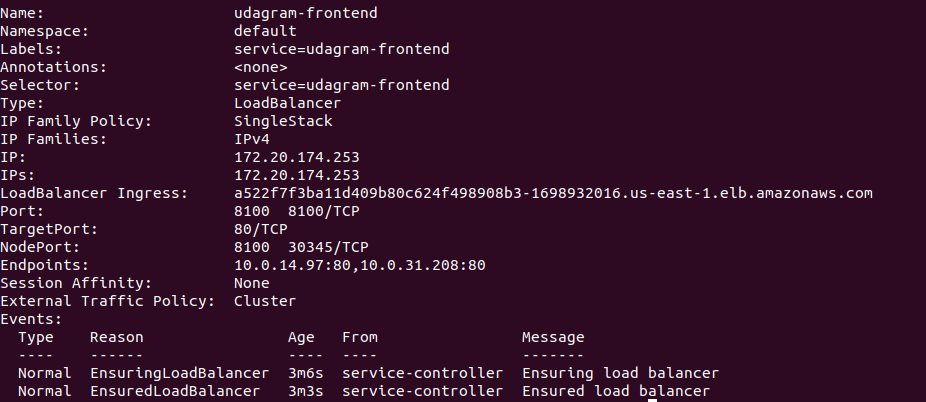 Name:                     udagram-frontend
Namespace:                default
Labels:                   service=udagram-frontend
Annotations:              <none>
Selector:                 service=udagram-frontend
Type:                     LoadBalancer
IP Family Policy:         SingleStack
IP Families:              IPv4
IP:                       172.20.174.253
IPs:                      172.20.174.253
LoadBalancer Ingress:     a522f7f3ba11d409b80c624f498908b3-1698932016.us-east-1.elb.amazonaws.com
Port:                     8100  8100/TCP
TargetPort:               80/TCP
NodePort:                 8100  30345/TCP
Endpoints:                10.0.14.97:80,10.0.31.208:80
Session Affinity:         None
External Traffic Policy:  Cluster
Events:
  Type    Reason                Age   From                Message
  ----    ------                ----  ----                -------
  Normal  EnsuringLoadBalancer  3m6s  service-controller  Ensuring load balancer
  Normal  EnsuredLoadBalancer   3m3s  service-controller  Ensured load balancer